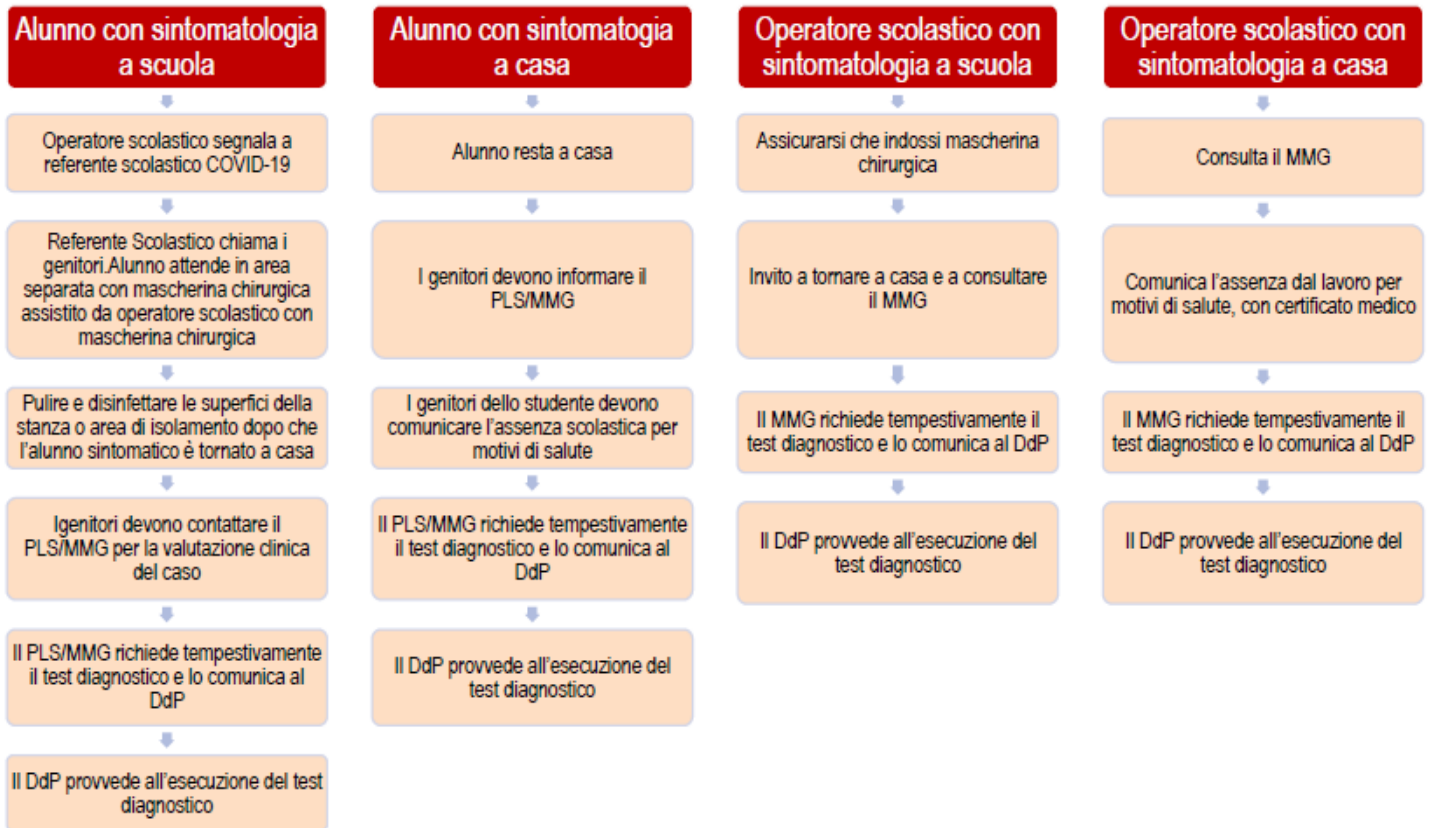 Alunno con sintomatologia
a scuola
Operatore scolastico segnala a
referente scolastico COVID-19
Referente Scolastico chiama i
genitori.Alunno attende in area
separata con mascherina chirurgica
assistito da operatore scolastico con
mascherina chirurgica
Pulire e disinfettare le superfici della
stanza o area di isolamento dopo che
l'alunno sintomatico è tornato a casa
Igenitori devono contattare il
PLS/MMG per la valutazione clinica
del caso
Il PLS/MMG richiede tempestivamente
il test diagnostico e lo comunica al
DdP
Il DdP provvede all'esecuzione del test
diagnostico
Alunno con sintomatogia
a casa
Alunno resta a casa
I genitori devono informare il
PLS/MMG
I genitori dello studente devono
comunicare l'assenza scolastica per
motivi di salute
Il PLS/MMG richiede tempestivamente
il test diagnostico e lo comunica al
DdP
Il DdP provvede all'esecuzione del
test diagnostico
Operatore scolastico con
sintomatologia a scuola
Assicurarsi che indossi mascherina
chirurgica
Invito a tornare a casa e a consultare
il MMG
Il MMG richiede tempestivamente il
test diagnostico e lo comunica al DdP
Il DdP provvede all'esecuzione del
test diagnostico
Operatore scolastico con
sintomatologia a casa
Consulta il MMG
Comunica l'assenza dal lavoro per
motivi di salute, con certificato medico
Il MMG richiede tempestivamente il
test diagnostico e lo comunica al DdP
Il DdP provvede all'esecuzione del
test diagnostico